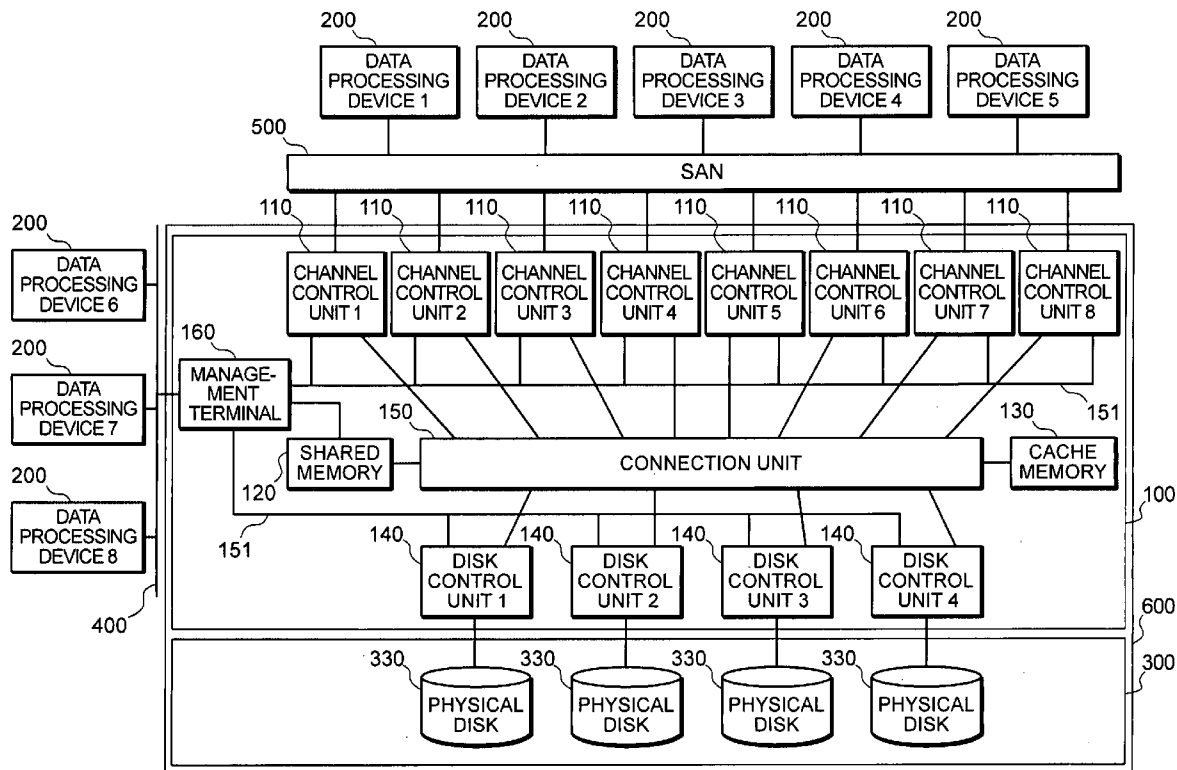 200 200 200 200 200
DATA PROCESSING DEVICE 1
DATA PROCESSING DEVICE 2
DATA PROCESSING DEVICE 3
DATA PROCESSING DEVICE 4
DATA PROCESSING DEVICE 5
500
SAN
110 110 110 110 110 110 110 110
200
DATA PROCESSING DEVICE 6
CHANNEL CONTROL UNIT 1
CHANNEL CONTROL UNIT 2
CHANNEL CONTROL UNIT 3
CHANNEL CONTROL UNIT 4
CHANNEL CONTROL UNIT 5
CHANNEL CONTROL UNIT 6
CHANNEL CONTROL UNIT 7
CHANNEL CONTROL UNIT 8
160
200
DATA PROCESSING DEVICE 7
MANAGE-
MENT
TERMINAL
151
150
130
SHARED MEMORY
120
CONNECTION UNIT
CACHE MEMORY
200
DATA PROCESSING DEVICE 8
100
151
140 140 140 140
DISK CONTROL UNIT 1
DISK CONTROL UNIT 2
DISK CONTROL UNIT 3
DISK CONTROL UNIT 4
400
600
330 330 330 330
300
PHYSICAL DISK
PHYSICAL DISK
PHYSICAL DISK
PHYSICAL DISK